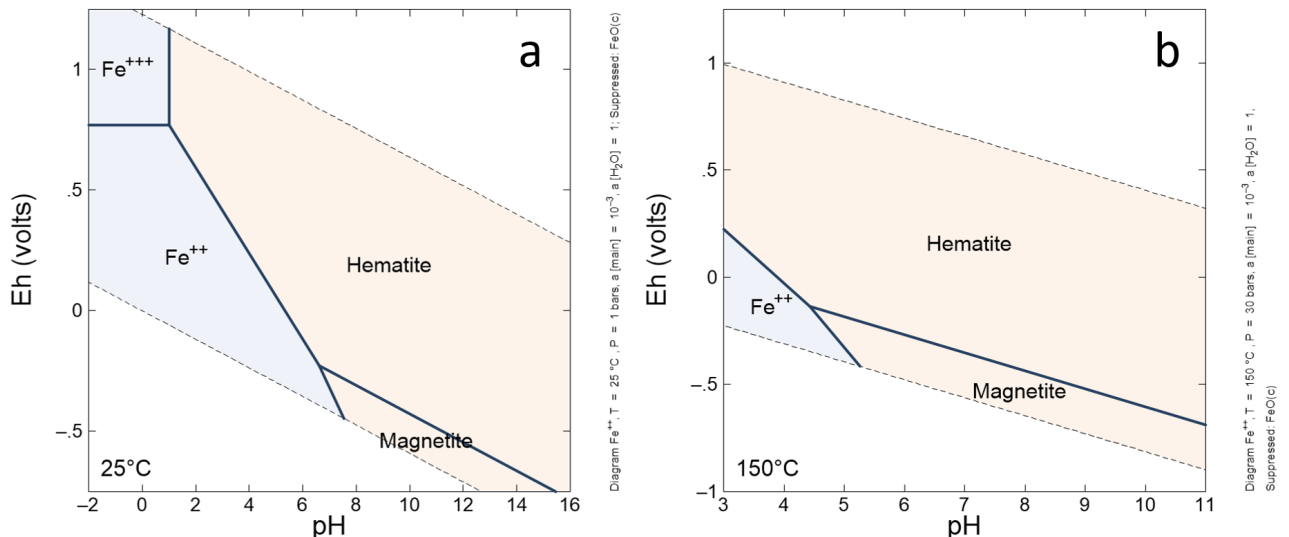 a
Fe+++
Fe++
Hematite
Magnetite
25°C
1
.5
0
–.5
–2 0 2 4 6 8 10 12 14 16
pH
Eh (volts)
Diagram Fe++, T = 25 °C , P = 1 bars, a [main] = 10–3, a [H2O] = 1; Suppressed: FeO(c)
b
Hematite
Fe++
Magnetite
150°C
1
.5
0
–.5
–1
3 4 5 6 7 8 9 10 11
pH
Eh (volts)
Diagram Fe++, T = 150 °C, P = 30 bars, a [main] = 10–3, a [H2O] = 1,
Suppressed: FeO(c)